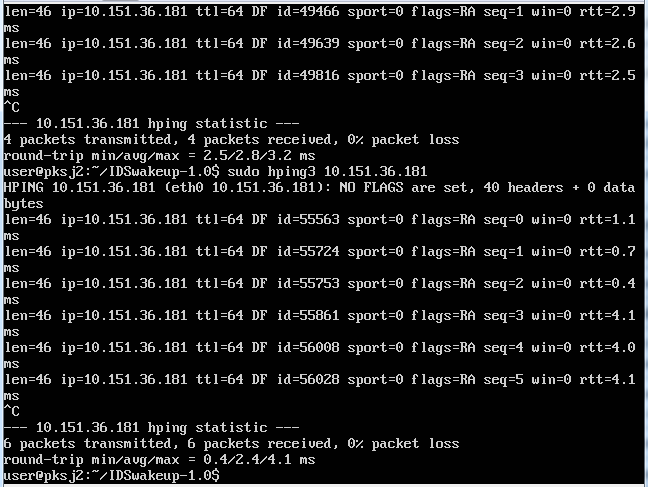 len=46 ip=10.151.36.181 ttl=64 DF id=49466 sport=0 flags=RA seq=1 win=0 rtt=2.9
ms
len=46 ip=10.151.36.181 ttl=64 DF id=49639 sport=0 flags=RA seq=2 win=0 rtt=2.6
ms
len=46 ip=10.151.36.181 ttl=64 DF id=49816 sport=0 flags=RA seq=3 win=0 rtt=2.5
ms
^C
--- 10.151.36.181 hping statistic ---
4 packets transmitted, 4 packets received, 0% packet loss
round-trip min/avg/max = 2.5/2.8/3.2 ms
user@pksj2:~/IDSwakeup-1.0$ sudo hping3 10.151.36.181
HPING 10.151.36.181 (eth0 10.151.36.181): NO FLAGS are set, 40 headers + 0 data
bytes
len=46 ip=10.151.36.181 ttl=64 DF id=55563 sport=0 flags=RA seq=0 win=0 rtt=1.1
ms
len=46 ip=10.151.36.181 ttl=64 DF id=55724 sport=0 flags=RA seq=1 win=0 rtt=0.7
ms
len=46 ip=10.151.36.181 ttl=64 DF id=55753 sport=0 flags=RA seq=2 win=0 rtt=0.4
ms
len=46 ip=10.151.36.181 ttl=64 DF id=55861 sport=0 flags=RA seq=3 win=0 rtt=4.1
ms
len=46 ip=10.151.36.181 ttl=64 DF id=56008 sport=0 flags=RA seq=4 win=0 rtt=4.0
ms
len=46 ip=10.151.36.181 ttl=64 DF id=56028 sport=0 flags=RA seq=5 win=0 rtt=4.1
ms
^C
--- 10.151.36.181 hping statistic ---
6 packets transmitted, 6 packets received, 0% packet loss
round-trip min/avg/max = 0.4/2.4/4.1 ms
user@pksj2:~/IDSwakeup-1.0$